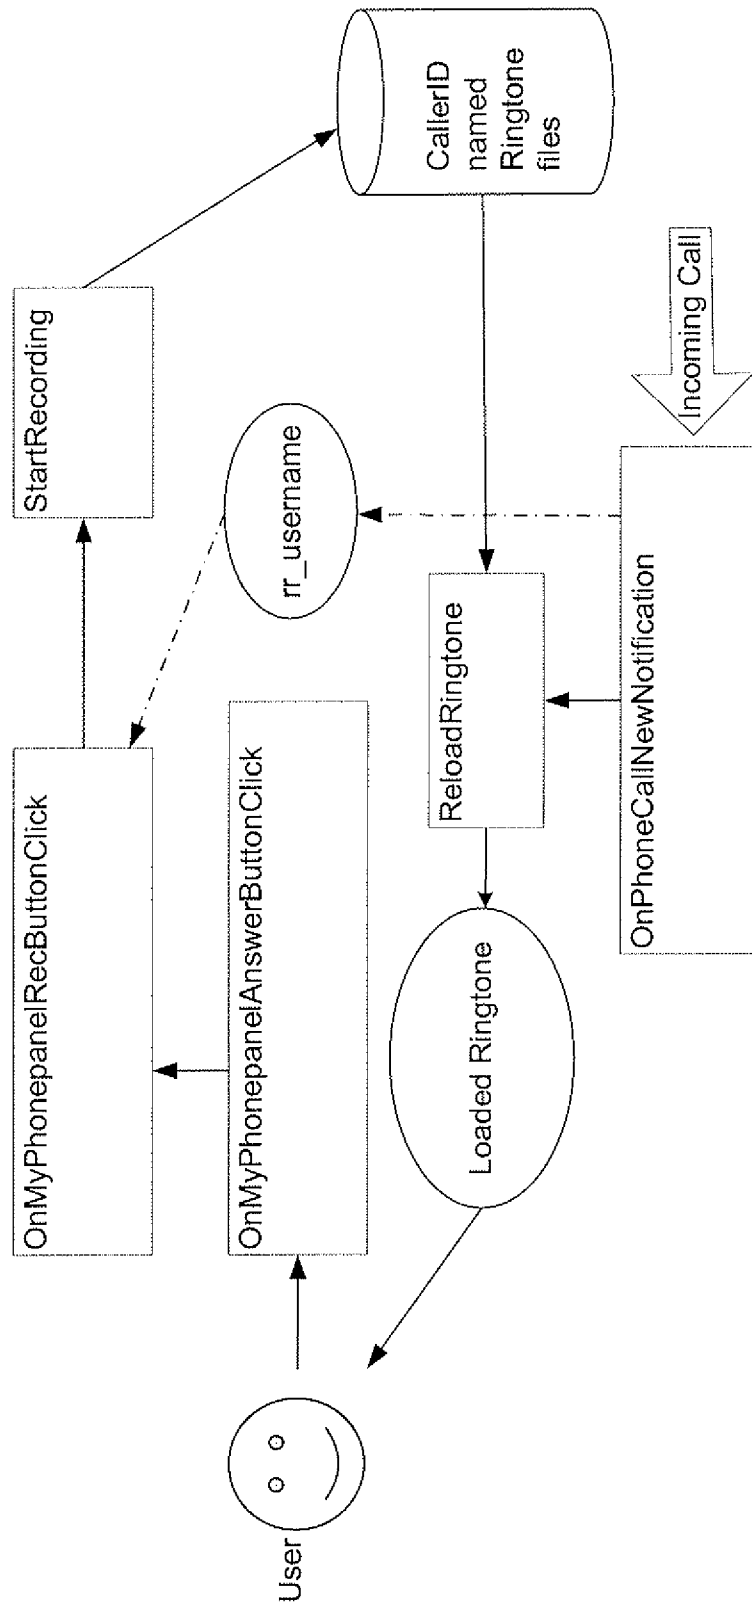 OnMyPhonepanelRecButtonClick
StartRecording
OnMyPhonepanelAnswerButtonClick
User
rr_username
CallerID
named
Ringtone
files
ReloadRingtone
Loaded Ringtone
OnPhoneCallNewNotification
Incoming Call